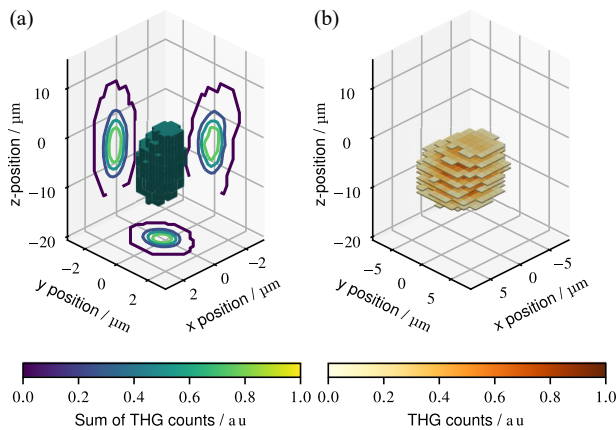 (a)
(b)
z-position / µm
10
0
−10
−20
−2
0
2
y position / µm
2
0
−2
x position / µm
z-position / µm
10
0
−10
−20
−5
0
5
y position / µm
5
0
−5
x position / µm
0.0 0.2 0.4 0.6 0.8 1.0
Sum of THG counts / au
0.0 0.2 0.4 0.6 0.8 1.0
THG counts / au